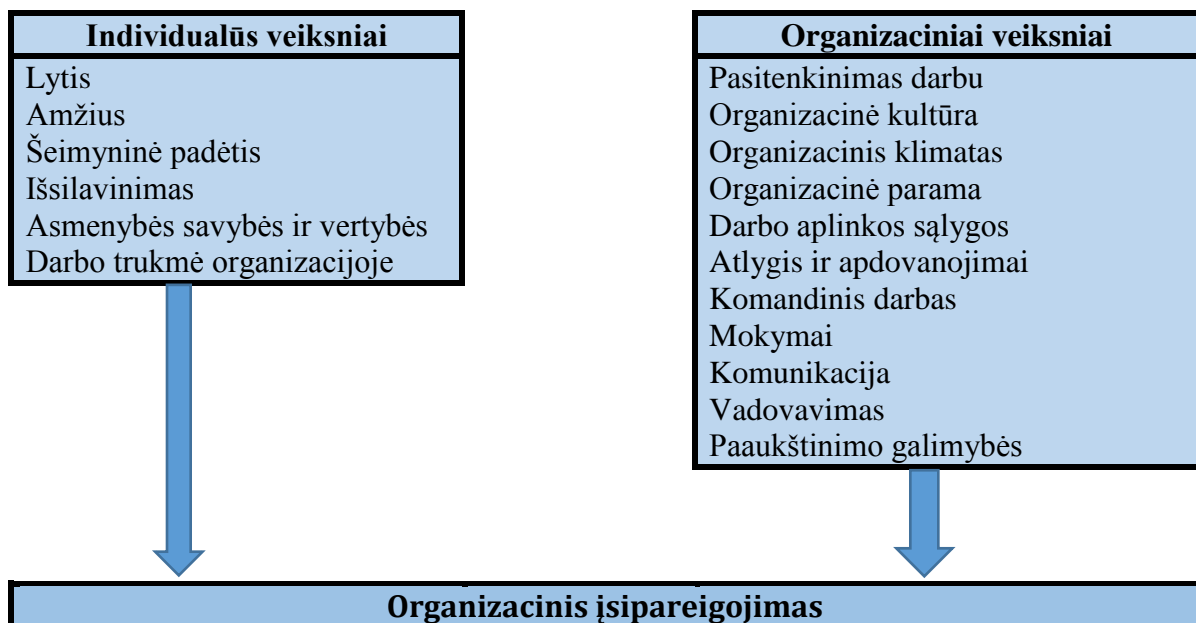 Individualūs veiksniai
Lytis
Amžius
Šeimyninė padėtis
Išsilavinimas
Asmenybės savybės ir vertybės
Darbo trukmė organizacijoje
Organizaciniai veiksniai
Pasitenkinimas darbu
Organizacinė kultūra
Organizacinis klimatas
Organizacinė parama
Darbo aplinkos sąlygos
Atlygis ir apdovanojimai
Komandinis darbas
Mokymai
Komunikacija
Vadovavimas
Paaukštinimo galimybės
Organizacinis įsipareigojimas